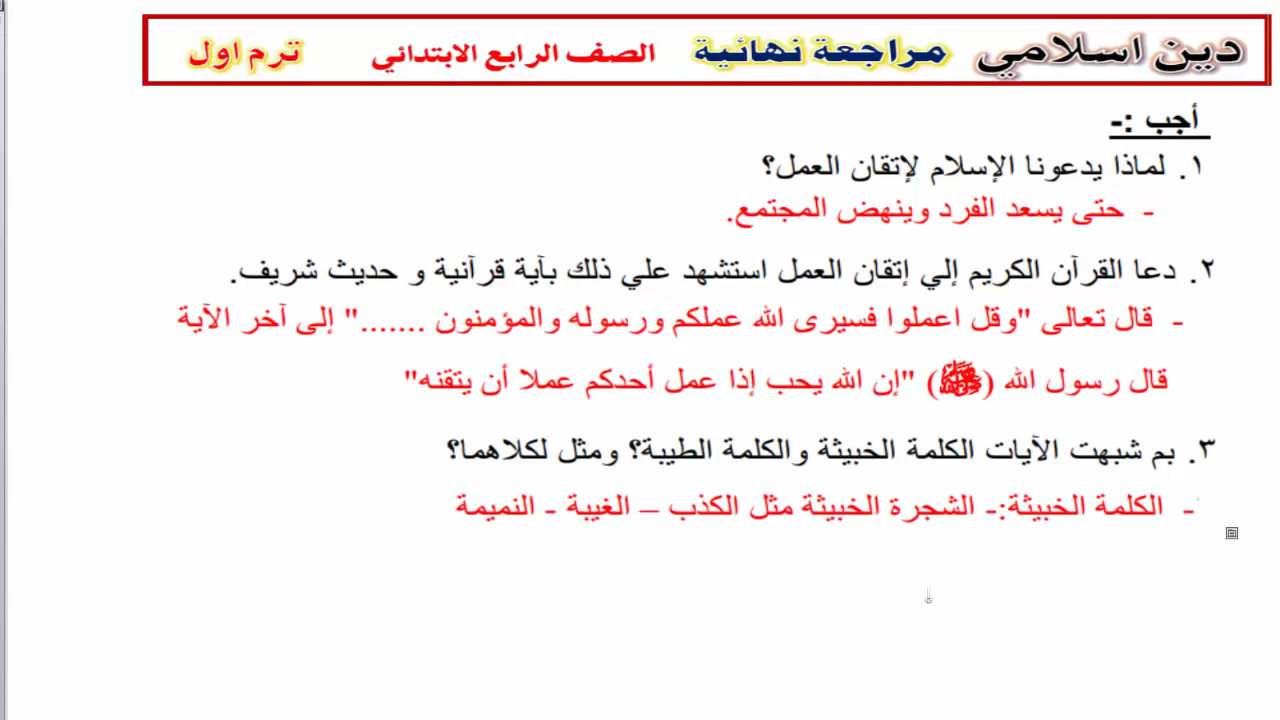 دين اسلامي مراجعة نهائية الصف الرابع الابتدائي ترم اول
أجب :-
١. لماذا يدعونا الإسلام لإتقان العمل؟
- حتى يسعد الفرد وينهض المجتمع.
٢. دعا القرآن الكريم إلي إتقان العمل استشهد علي ذلك بآية قرآنية و حديث شريف.
- قال تعالى "وقل اعملوا فسيرى الله عملكم ورسوله والمؤمنون ......." إلى آخر الآية
قال رسول الله (ﷺ) "إن الله يحب إذا عمل أحدكم عملا أن يتقنه"
٣. بم شبهت الآيات الكلمة الخبيثة والكلمة الطيبة؟ ومثل لكلاهما؟
- الكلمة الخبيثة:- الشجرة الخبيثة مثل الكذب – الغيبة - النميمة